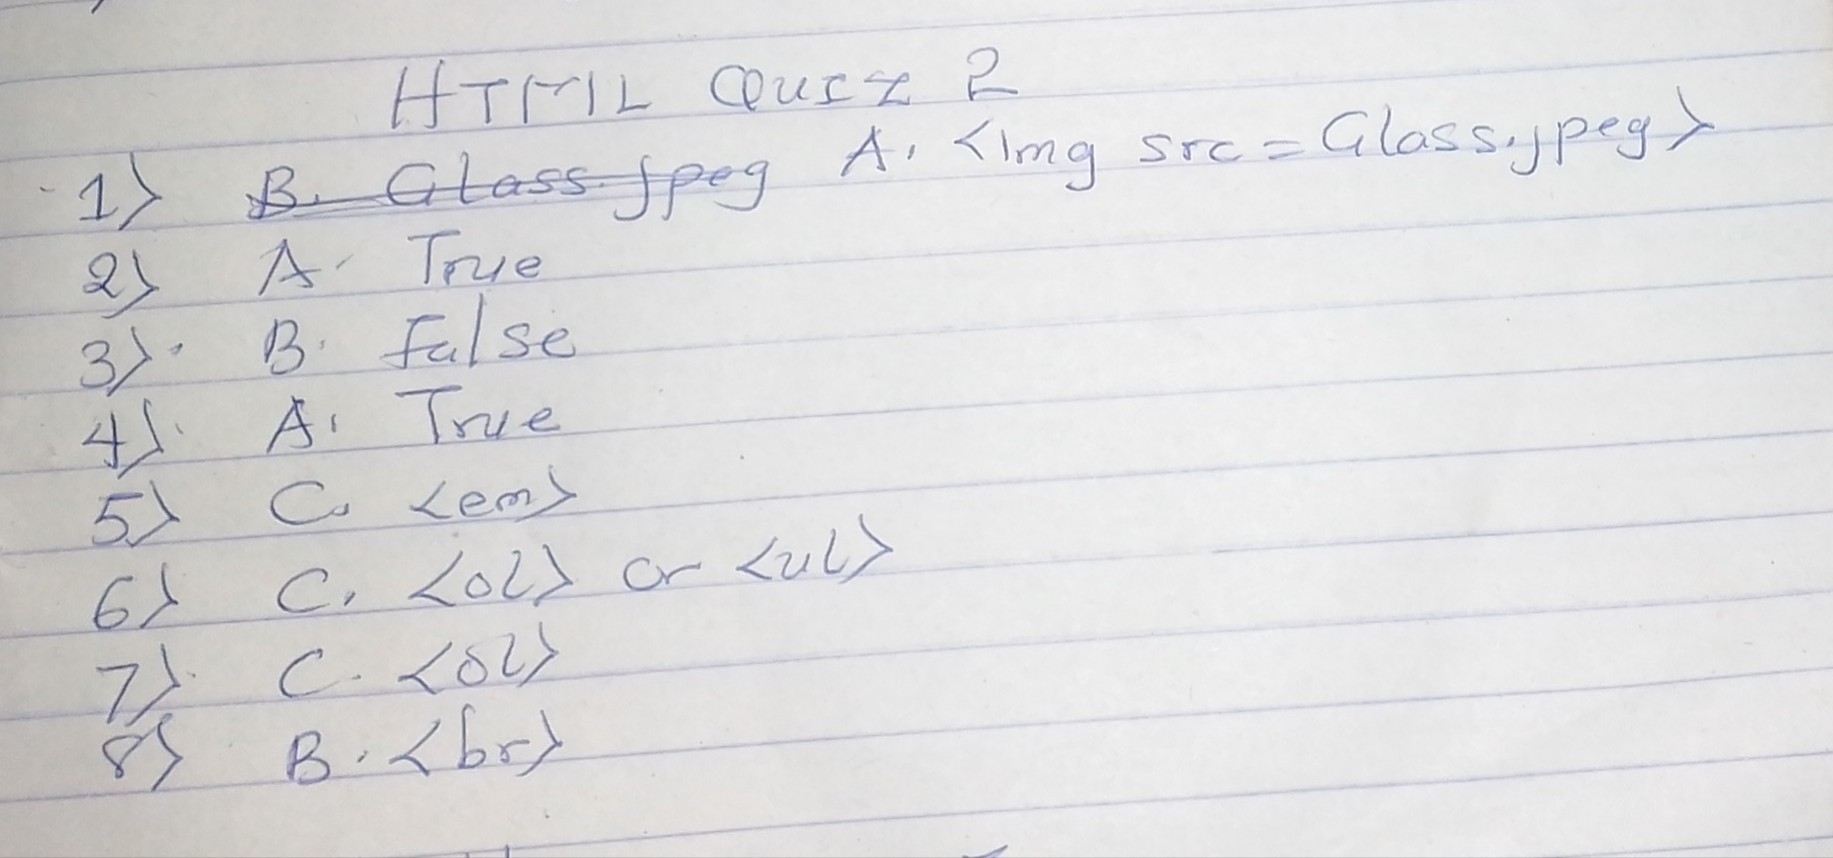 HTML Quiz 2
1) B. Glass.jpeg A. <Img src = Glass.jpeg>
2) A. True
3) B. False
4) A. True
5) C. <em>
6) C. <ol> or <ul>
7) C. <ol>
8) B. <br>